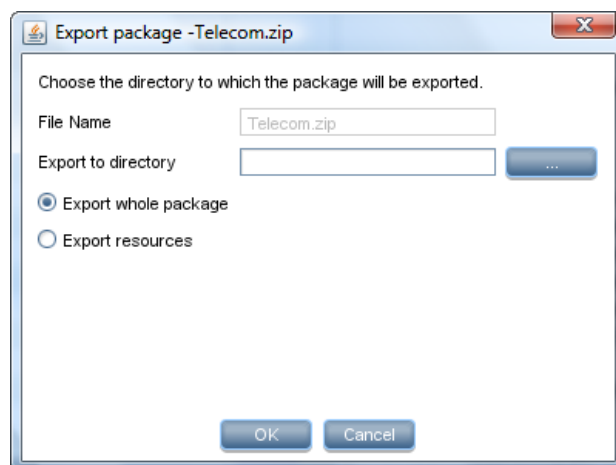 Export package -Telecom.zip
Choose the directory to which the package will be exported.
File Name Telecom.zip
Export to directory ...
Export whole package
Export resources
OK Cancel